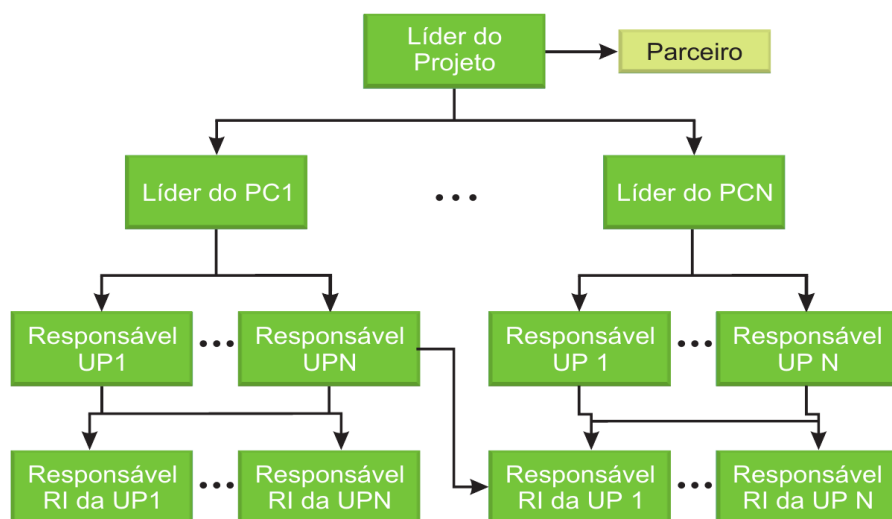 Líder do
Projeto
Parceiro
Líder do PC1
...
Líder do PCN
Responsável
UP1
...
Responsável
UPN
Responsável
UP 1
...
Responsável
UP N
Responsável
RI da UP1
...
Responsável
RI da UPN
Responsável
RI da UP 1
...
Responsável
RI da UP N